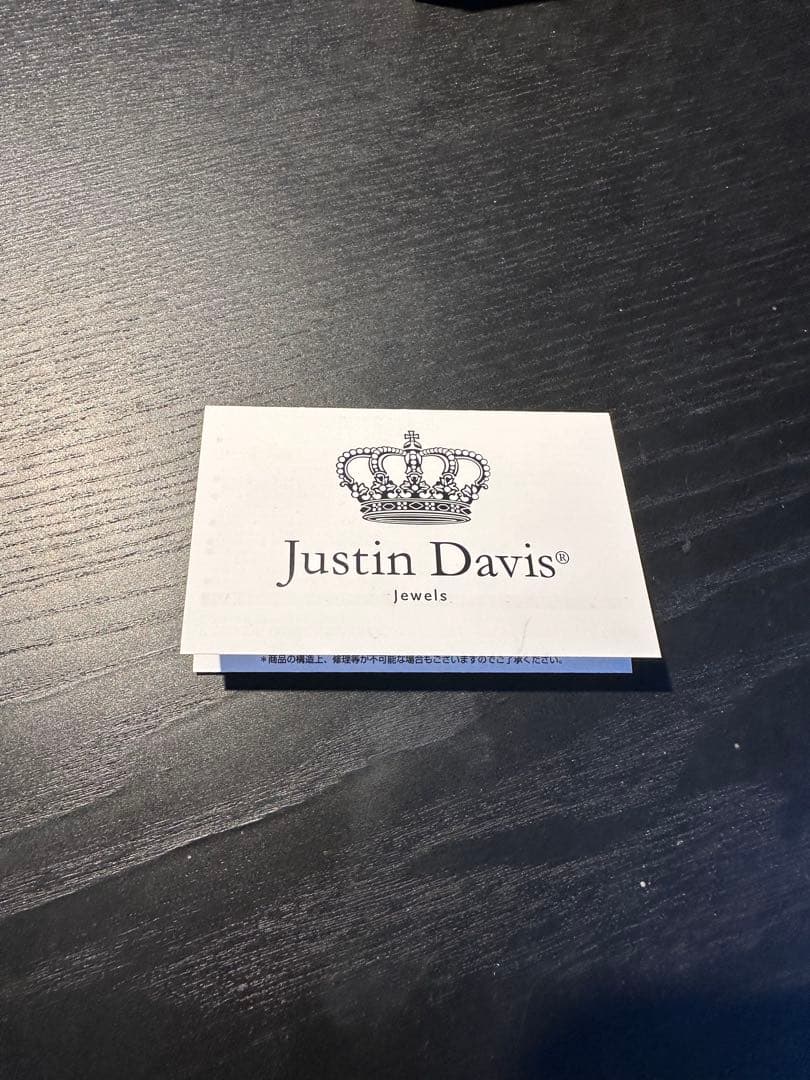 Justin Davis®
Jewels
＊商品の構造上、修理等が不可能な場合もございますのでご了承ください。